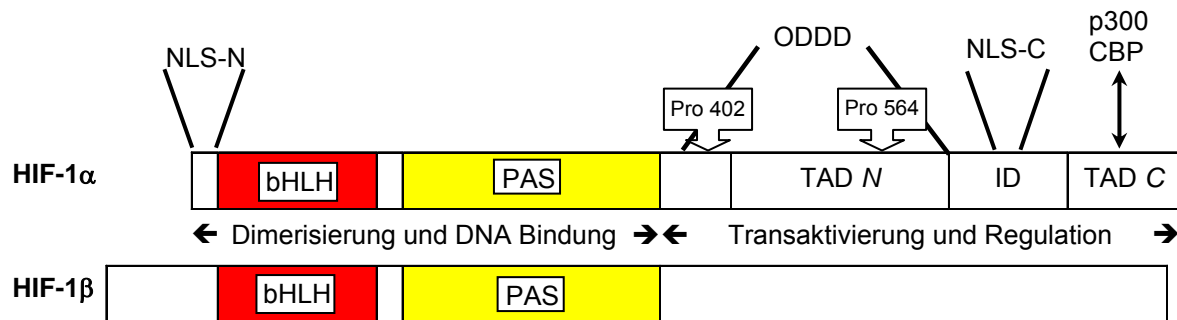 p300
CBP
ODDD
NLS-C
NLS-N
Pro 402
Pro 564
HIF-1α
bHLH
PAS
TAD N
ID
TAD C
← Dimerisierung und DNA Bindung →
← Transaktivierung und Regulation →
HIF-1β
bHLH
PAS